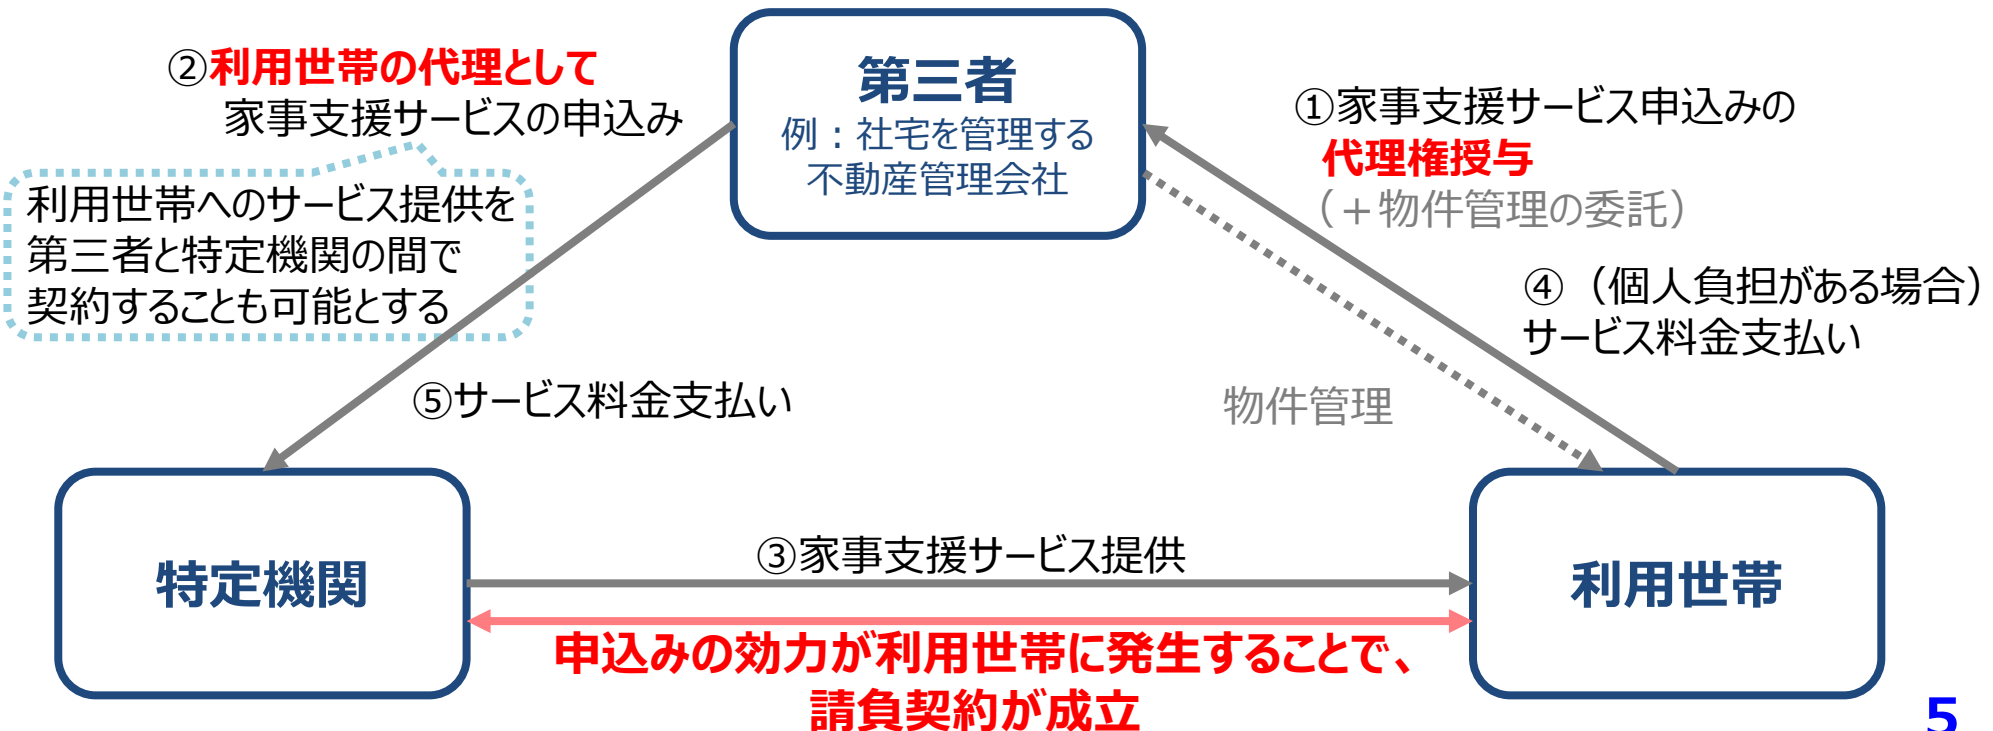 ②利用世帯の代理として
家事支援サービスの申込み
利用世帯へのサービス提供を
第三者と特定機関の間で
契約することも可能とする
第三者
例：社宅を管理する
不動産管理会社
①家事支援サービス申込みの
代理権授与
（＋物件管理の委託）
④（個人負担がある場合）
サービス料金支払い
⑤サービス料金支払い
物件管理
特定機関
③家事支援サービス提供
利用世帯
申込みの効力が利用世帯に発生することで、
請負契約が成立
5